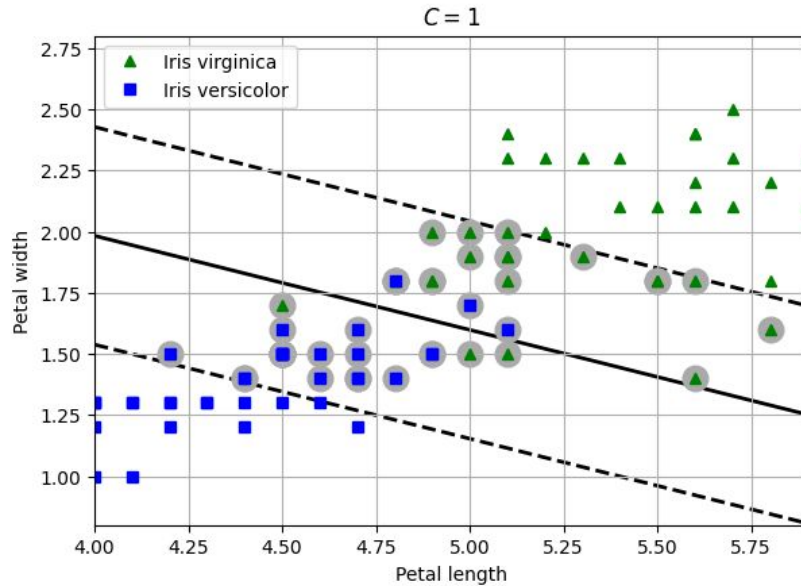 C = 1
Iris virginica
Iris versicolor
2.75
2.50
2.25
2.00
1.75
1.50
1.25
1.00
Petal width
4.00 4.25 4.50 4.75 5.00 5.25 5.50 5.75
Petal length